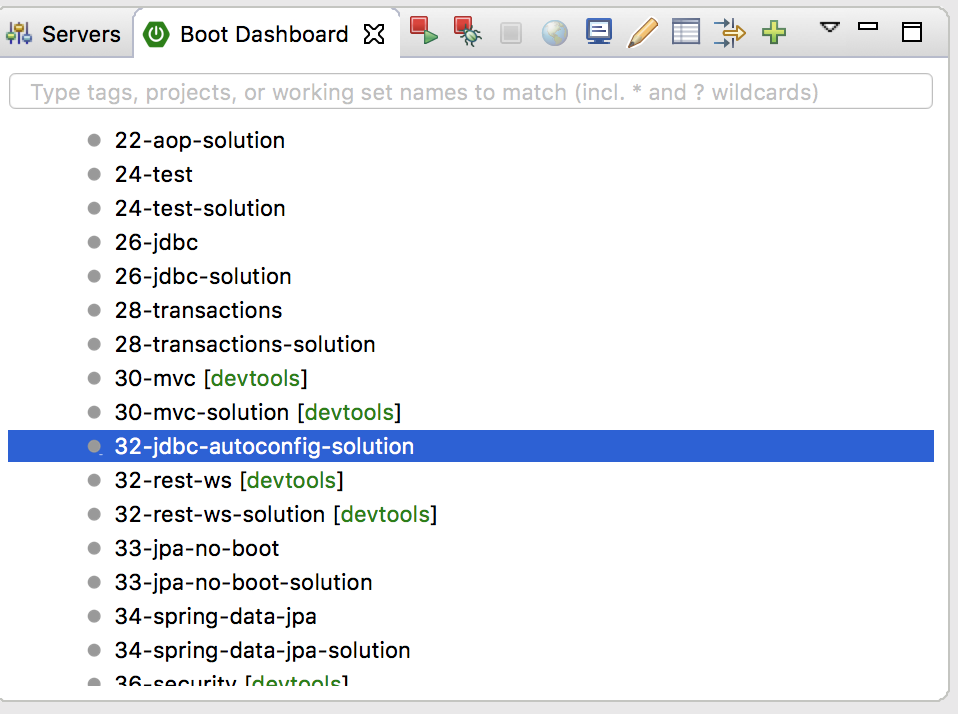 Servers
Boot Dashboard
Type tags, projects, or working set names to match (incl. * and ? wildcards)
22-aop-solution
24-test
24-test-solution
26-jdbc
26-jdbc-solution
28-transactions
28-transactions-solution
30-mvc [devtools]
30-mvc-solution [devtools]
32-jdbc-autoconfig-solution
32-rest-ws [devtools]
32-rest-ws-solution [devtools]
33-jpa-no-boot
33-jpa-no-boot-solution
34-spring-data-jpa
34-spring-data-jpa-solution
36-security [devtools]